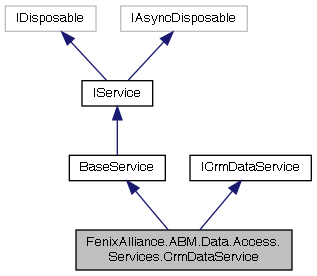 IDisposable
IAsyncDisposable
IService
BaseService
ICrmDataService
FenixAlliance.ABM.Data.Access.
Services.CrmDataService